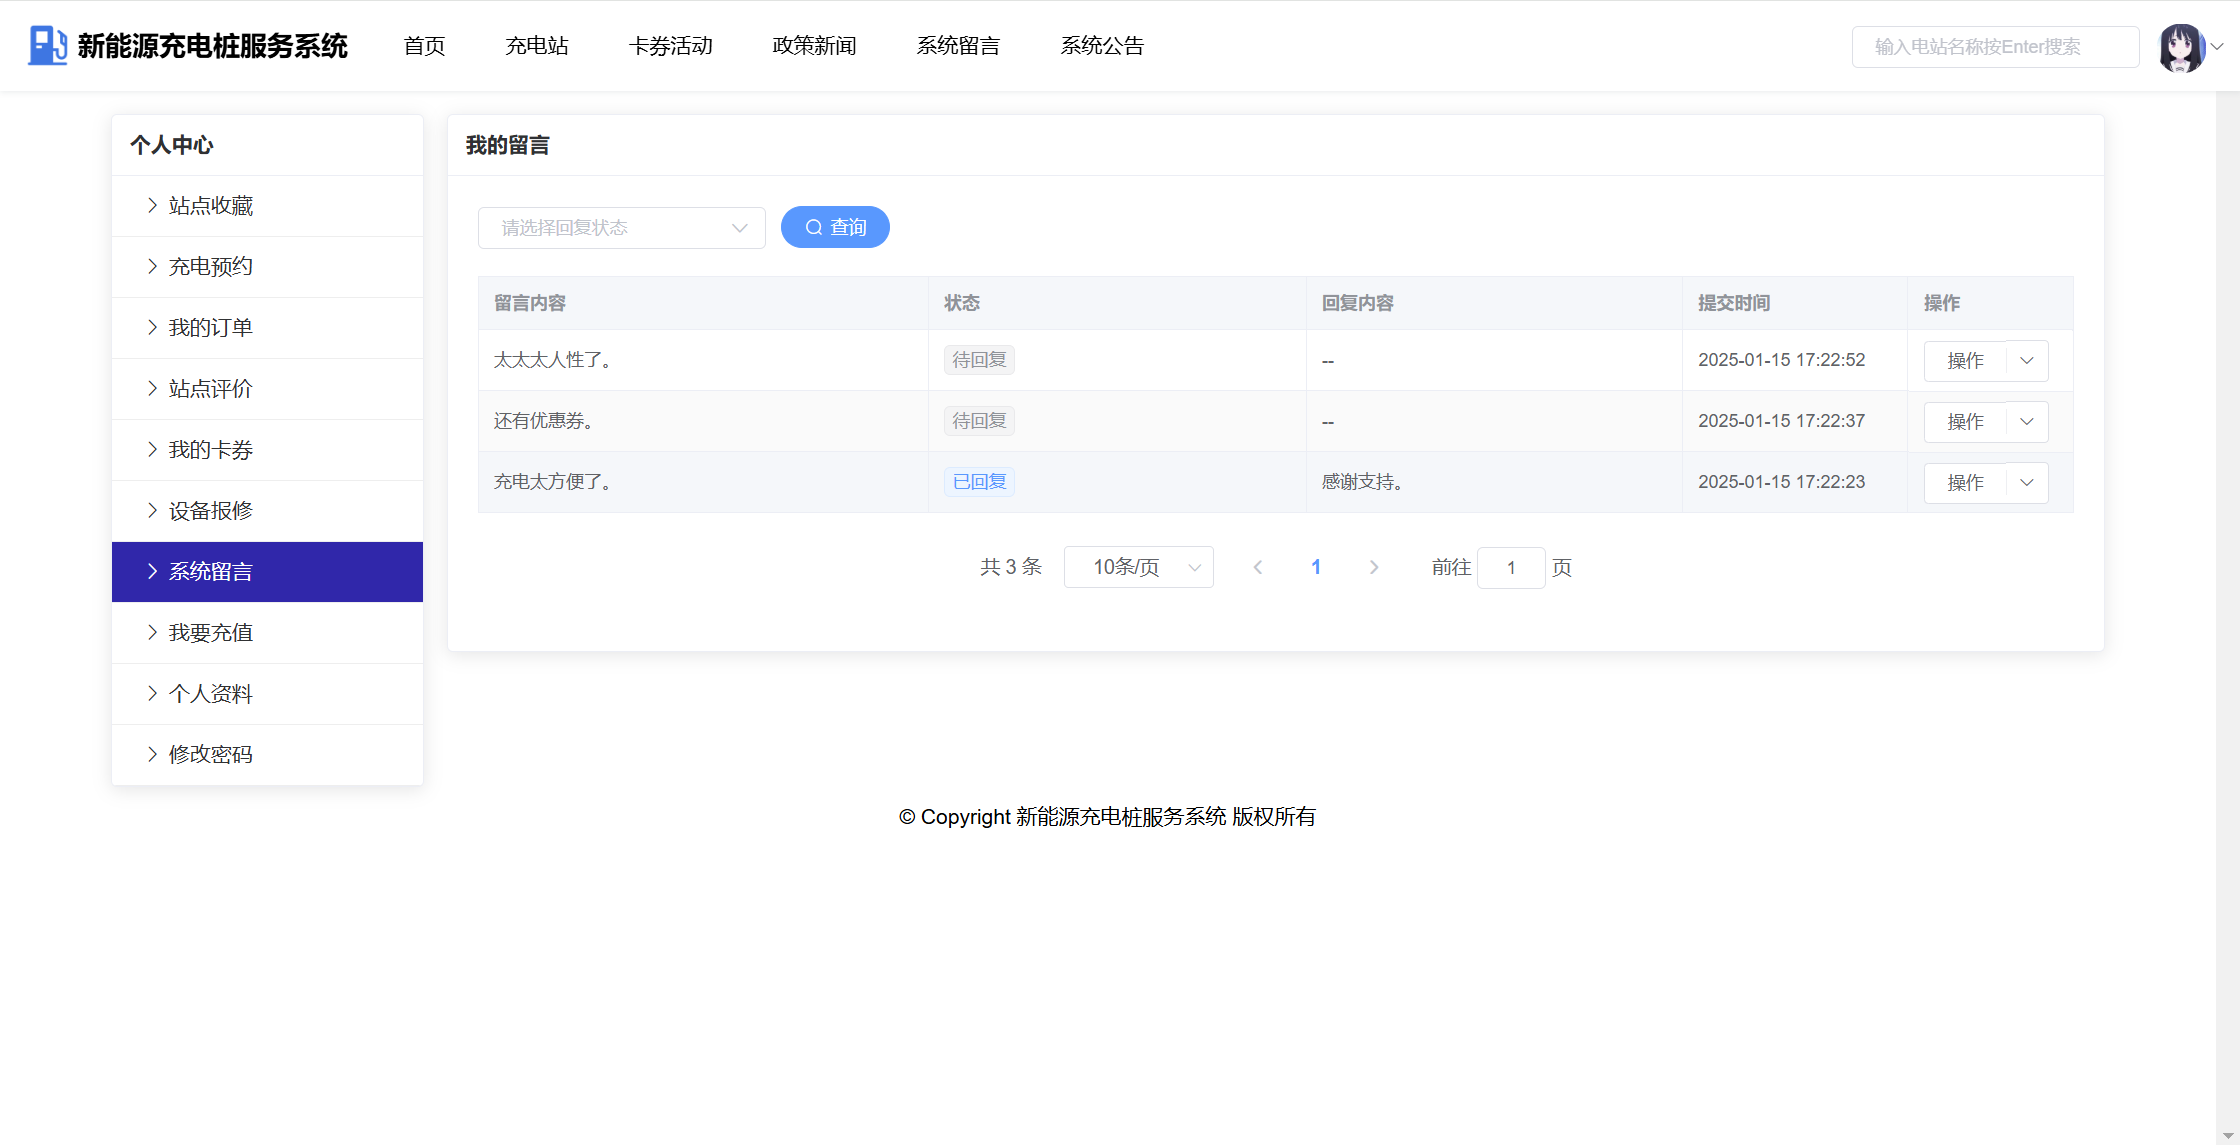 新能源充电桩服务系统 首页 充电站 卡券活动 政策新闻 系统留言 系统公告 输入电站名称按Enter搜索
个人中心
站点收藏
充电预约
我的订单
站点评价
我的卡券
设备报修
系统留言
我要充值
个人资料
修改密码
我的留言
请选择回复状态 查询
留言内容 状态 回复内容 提交时间 操作
太太太人性了。 待回复 -- 2025-01-15 17:22:52 操作
还有优惠券。 待回复 -- 2025-01-15 17:22:37 操作
充电太方便了。 已回复 感谢支持。 2025-01-15 17:22:23 操作
共 3 条 10条/页 1 前往 1 页
© Copyright 新能源充电桩服务系统 版权所有